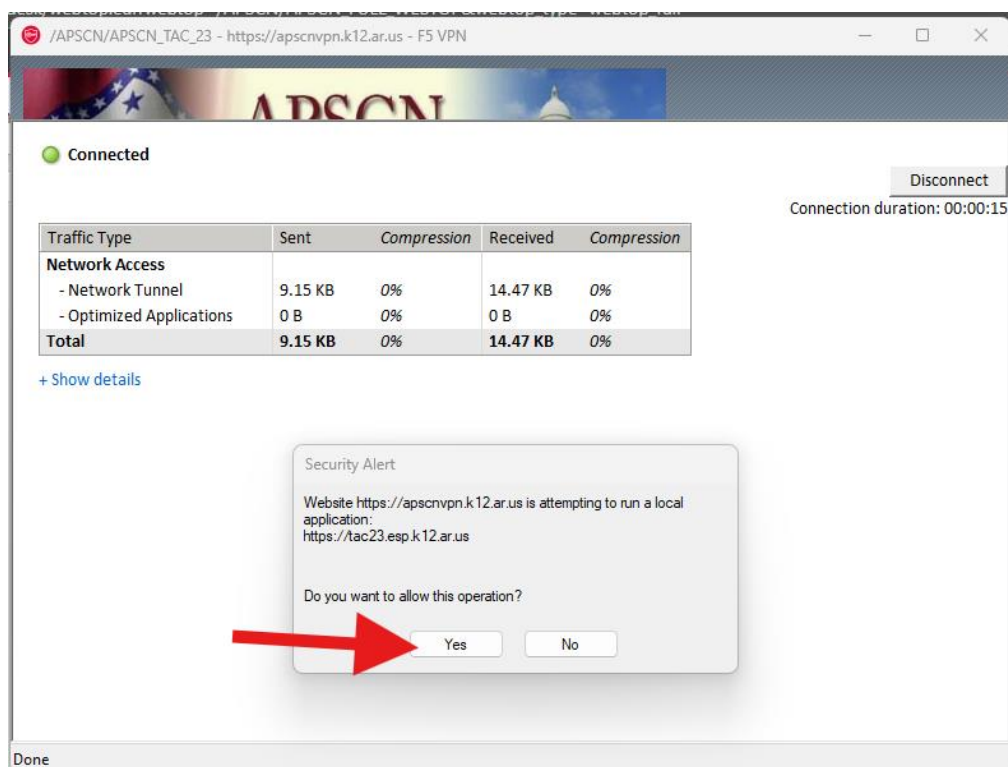 /APSCN/APSCN_TAC_23 - https://apscnvpn.k12.ar.us - F5 VPN
APSCN
Connected
Disconnect
Connection duration: 00:00:15
Traffic Type Sent Compression Received Compression
Network Access
- Network Tunnel 9.15 KB 0% 14.47 KB 0%
- Optimized Applications 0 B 0% 0 B 0%
Total 9.15 KB 0% 14.47 KB 0%
+ Show details
Security Alert
Website https://apscnvpn.k12.ar.us is attempting to run a local
application:
https://tac23.esp.k12.ar.us
Do you want to allow this operation?
Yes No
Done